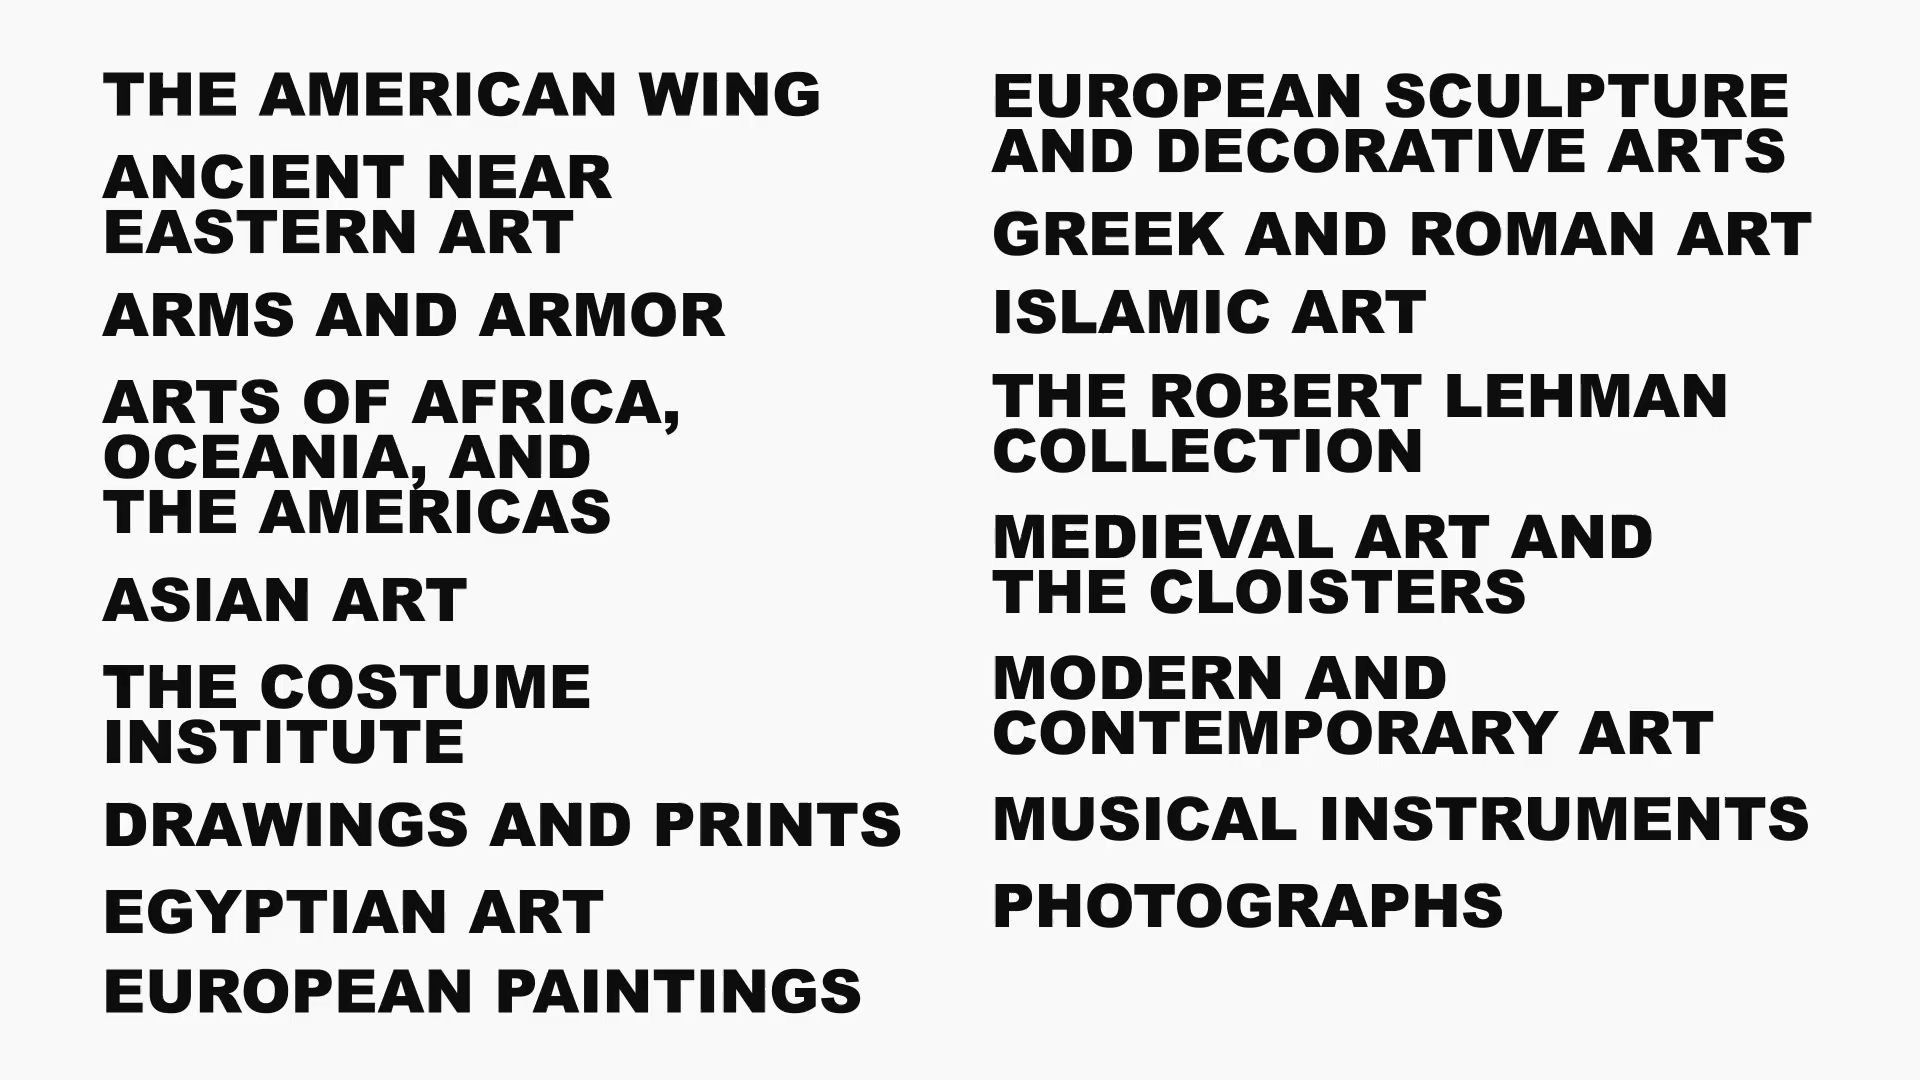 THE AMERICAN WING
ANCIENT NEAR
EASTERN ART
ARMS AND ARMOR
ARTS OF AFRICA,
OCEANIA, AND
THE AMERICAS
ASIAN ART
THE COSTUME
INSTITUTE
DRAWINGS AND PRINTS
EGYPTIAN ART
EUROPEAN PAINTINGS
EUROPEAN SCULPTURE
AND DECORATIVE ARTS
GREEK AND ROMAN ART
ISLAMIC ART
THE ROBERT LEHMAN
COLLECTION
MEDIEVAL ART AND
THE CLOISTERS
MODERN AND
CONTEMPORARY ART
MUSICAL INSTRUMENTS
PHOTOGRAPHS